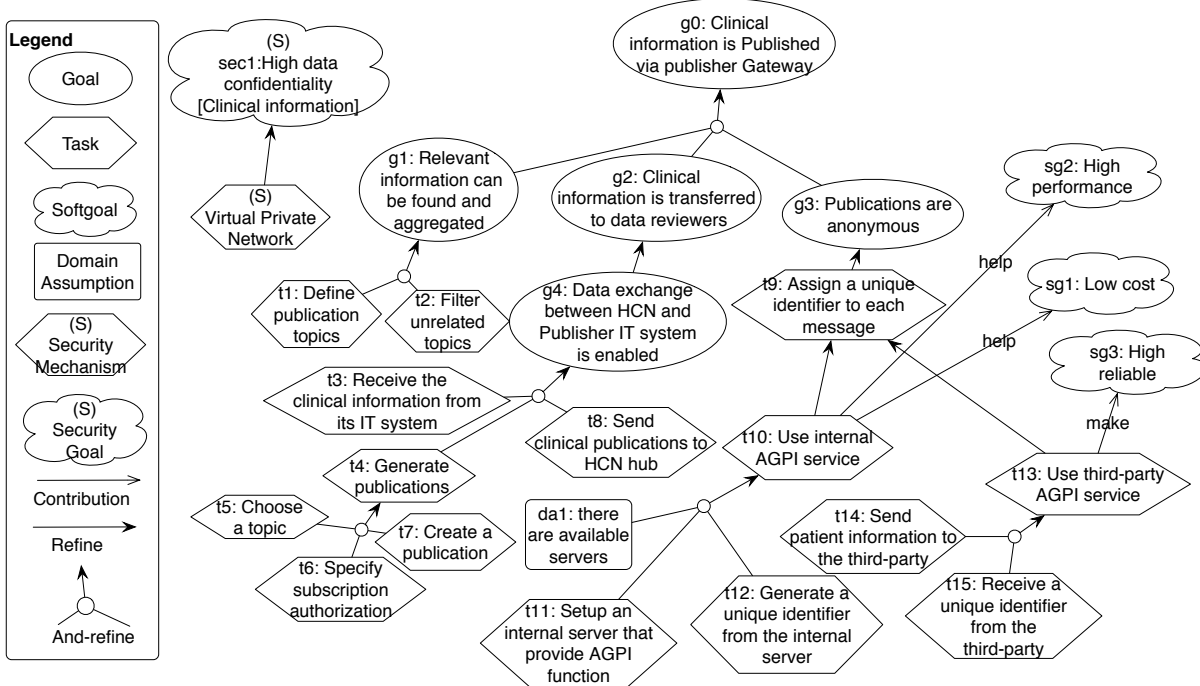 Legend
Goal
Task
Softgoal
Domain
Assumption
(S)
Security
Mechanism
(S)
Security
Goal
Contribution
Refine
And-refine
(S)
sec1:High data
confidentiality
[Clinical information]
(S)
Virtual Private
Network
g0: Clinical
information is Published
via publisher Gateway
g1: Relevant
information can
be found and
aggregated
g2: Clinical
information is transferred
to data reviewers
g3: Publications are
anonymous
sg2: High
performance
help
sg1: Low cost
help
sg3: High
reliable
make
t1: Define
publication
topics
t2: Filter
unrelated
topics
g4: Data exchange
between HCN and
Publisher IT system
is enabled
t9: Assign a unique
identifier to each
message
t3: Receive the
clinical information from
its IT system
t8: Send
clinical publications to
HCN hub
t10: Use internal
AGPI service
t13: Use third-party
AGPI service
t4: Generate
publications
t5: Choose
a topic
t7: Create a
publication
t6: Specify
subscription
authorization
da1: there
are available
servers
t14: Send
patient information to
the third-party
t11: Setup an
internal server that
provide AGPI
function
t12: Generate a
unique identifier
from the internal
server
t15: Receive a
unique identifier
from the
third-party